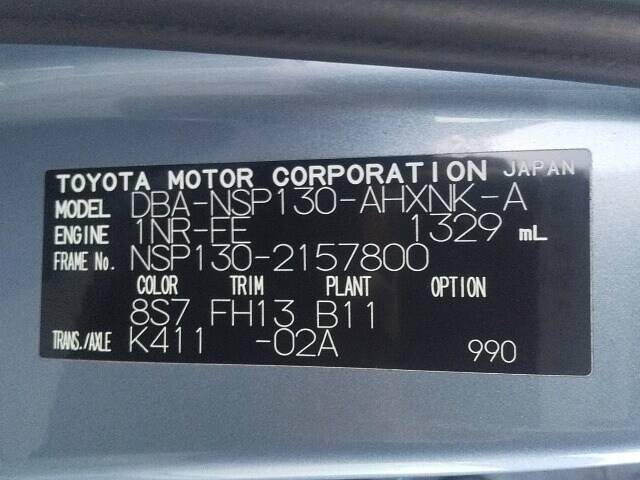 TOYOTA MOTOR CORPORATION JAPAN
MODEL DBA-NSP130-AHXNK-A
ENGINE 1NR-FE 1329 mL
FRAME No. NSP130-2157800
COLOR TRIM PLANT OPTION
8S7 FH13 B11
TRANS./AXLE K411 -02A 990